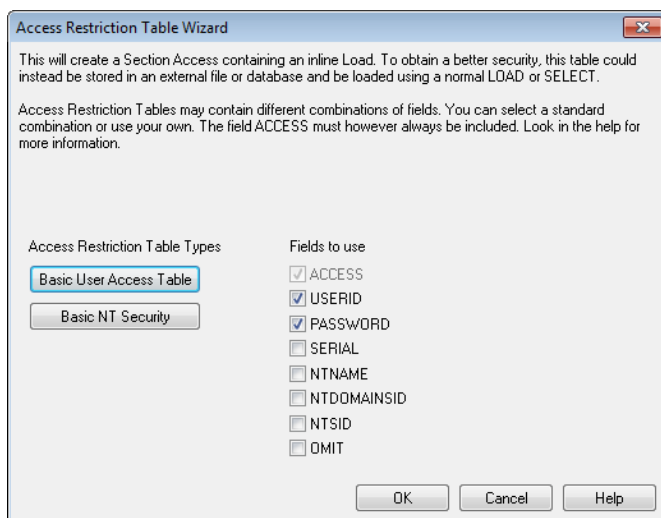 Access Restriction Table Wizard
This will create a Section Access containing an inline Load. To obtain a better security, this table could
instead be stored in an external file or database and be loaded using a normal LOAD or SELECT.
Access Restriction Tables may contain different combinations of fields. You can select a standard
combination or use your own. The field ACCESS must however always be included. Look in the help for
more information.
Access Restriction Table Types
Basic User Access Table
Basic NT Security
Fields to use
ACCESS
USERID
PASSWORD
SERIAL
NTNAME
NTDOMAINSID
NTSID
OMIT
OK
Cancel
Help